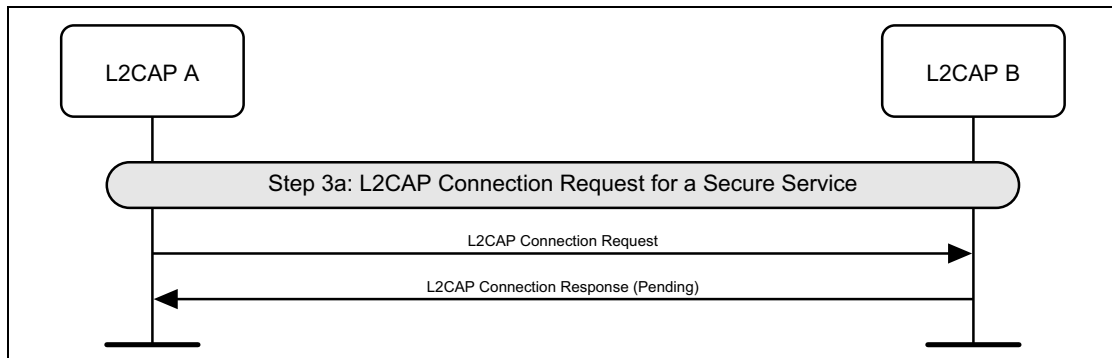 L2CAP A
L2CAP B
Step 3a: L2CAP Connection Request for a Secure Service
L2CAP Connection Request
L2CAP Connection Response (Pending)